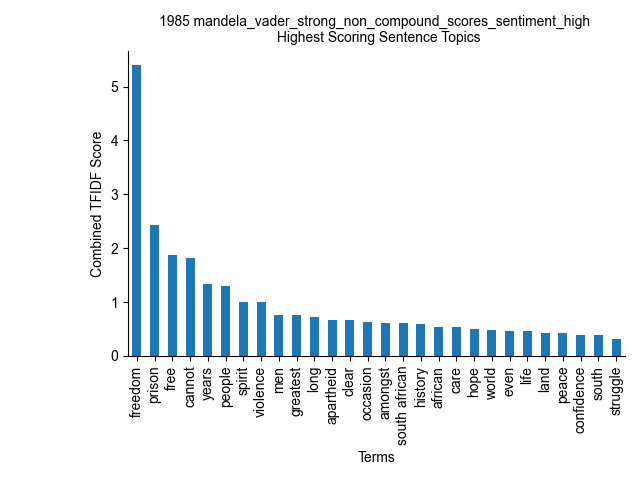 1985 mandela_vader_strong_non_compound_scores_sentiment_high
Highest Scoring Sentence Topics
Combined TFIDF Score
5
4
3
2
1
0
freedom
prison
free
cannot
years
people
spirit
violence
men
greatest
long
apartheid
clear
occasion
amongst
south african
history
african
care
hope
world
even
life
land
peace
confidence
south
struggle
Terms